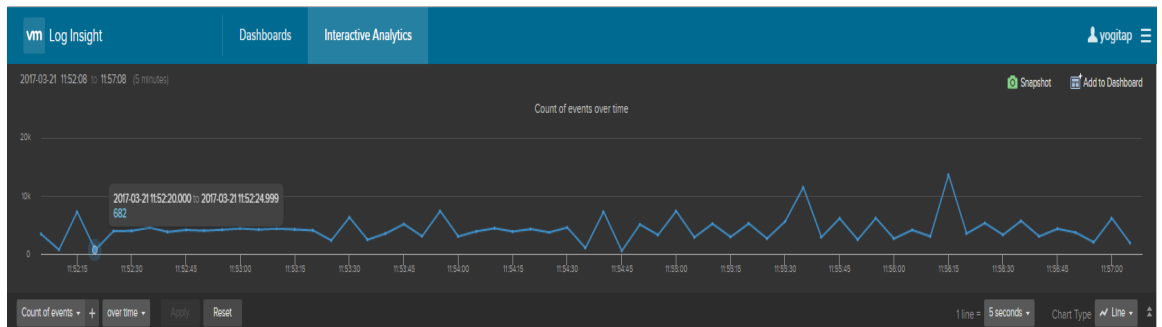 vm Log Insight Dashboards Interactive Analytics yogitap
2017-03-21 11:52:08 to 11:57:08 (5 minutes) Snapshot Add to Dashboard
Count of events over time
20k
2017-03-21 11:52:20.000 to 2017-03-21 11:52:24.999
10k
682
0
11:52:15 11:52:30 11:52:45 11:53:00 11:53:15 11:53:30 11:53:45 11:54:00 11:54:15 11:54:30 11:54:45 11:55:00 11:55:15 11:55:30 11:55:45 11:56:00 11:56:15 11:56:30 11:56:45 11:57:00
Count of events + over time Apply Reset 1 line = 5 seconds Chart Type Line